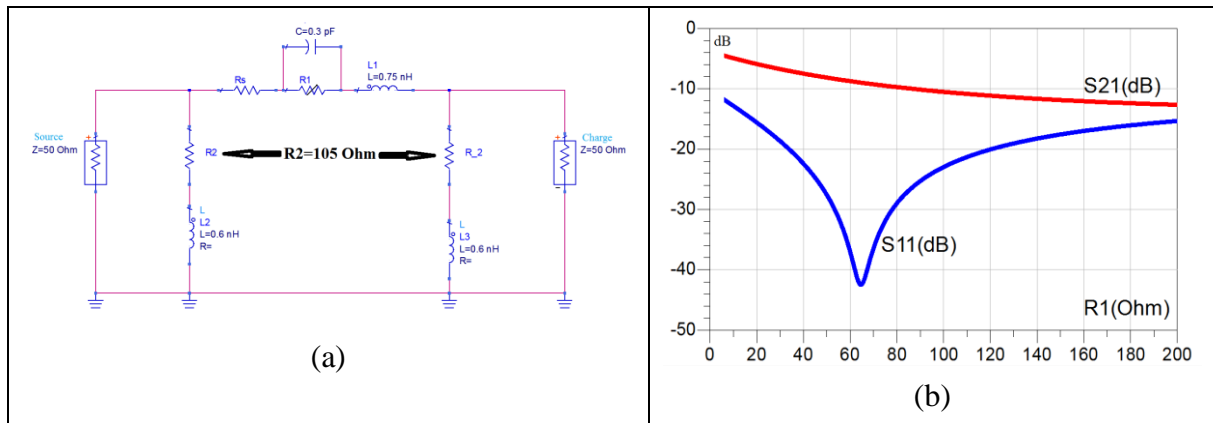 C=0.3 pF
Rs
R1
L1
L=0.75 nH
Source
Z=50 Ohm
R2
R2=105 Ohm
R_2
Charge
Z=50 Ohm
L
L2
L=0.6 nH
R=
L
L3
L=0.6 nH
R=
(a)
0
dB
-10
S21(dB)
-20
-30
S11(dB)
-40
R1(Ohm)
-50
0 20 40 60 80 100 120 140 160 180 200
(b)